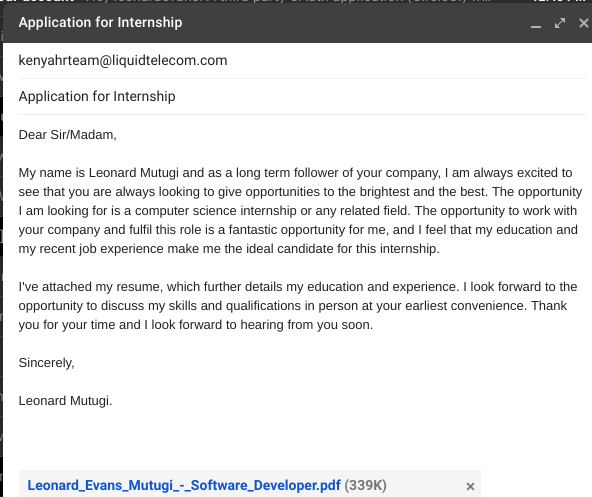 Application for Internship
kenyahrteam@liquidtelecom.com
Application for Internship
Dear Sir/Madam,
My name is Leonard Mutugi and as a long term follower of your company, I am always excited to
see that you are always looking to give opportunities to the brightest and the best. The opportunity
I am looking for is a computer science internship or any related field. The opportunity to work with
your company and fulfil this role is a fantastic opportunity for me, and I feel that my education and
my recent job experience make me the ideal candidate for this internship.
I've attached my resume, which further details my education and experience. I look forward to the
opportunity to discuss my skills and qualifications in person at your earliest convenience. Thank
you for your time and I look forward to hearing from you soon.
Sincerely,
Leonard Mutugi.
Leonard_Evans_Mutugi_-_Software_Developer.pdf (339K)